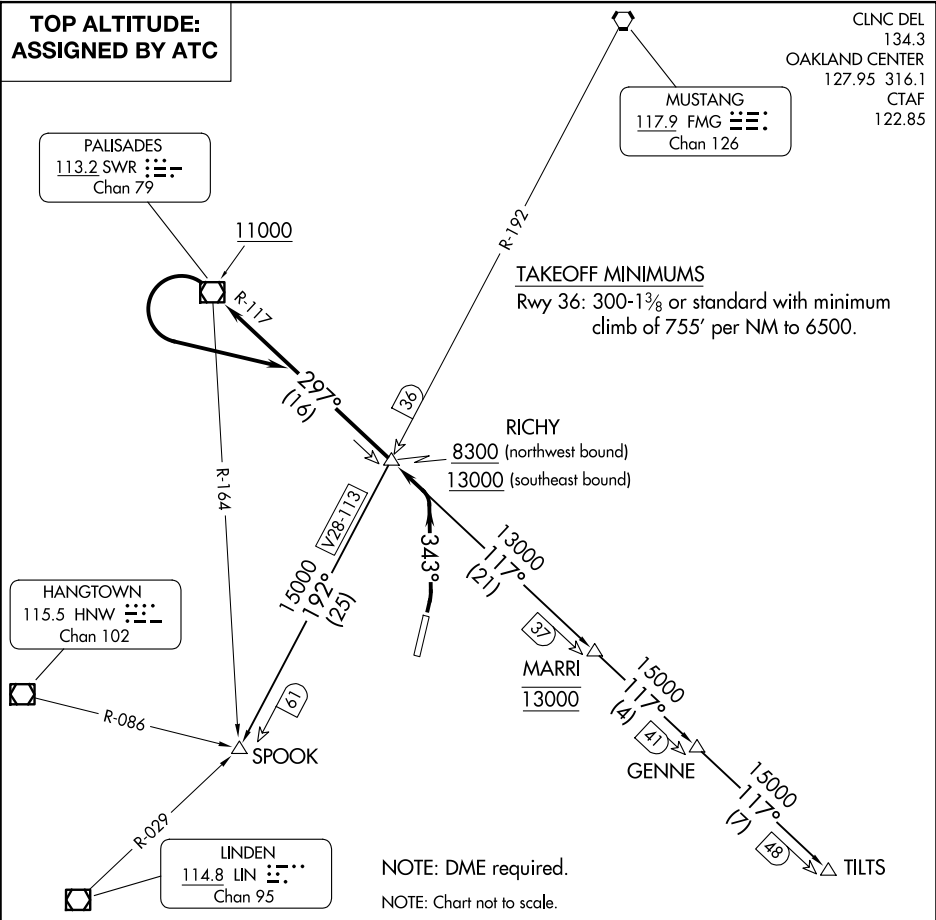 TOP ALTITUDE:
ASSIGNED BY ATC
CLNC DEL
134.3
OAKLAND CENTER
127.95 316.1
CTAF
122.85
MUSTANG
117.9 FMG
Chan 126
PALISADES
113.2 SWR
Chan 79
11000
R-192
R-117
TAKEOFF MINIMUMS
Rwy 36: 300-1⅜ or standard with minimum
climb of 755' per NM to 6500.
297°
(16)
36
RICHY
8300 (northwest bound)
13000 (southeast bound)
R-164
V28-113
15000
192°
(25)
343°
13000
117°
(21)
HANGTOWN
115.5 HNW
Chan 102
37
MARRI
13000
15000
117°
(4)
R-086
61
SPOOK
41
GENNE
15000
117°
(7)
R-029
48
TILTS
LINDEN
114.8 LIN
Chan 95
NOTE: DME required.
NOTE: Chart not to scale.